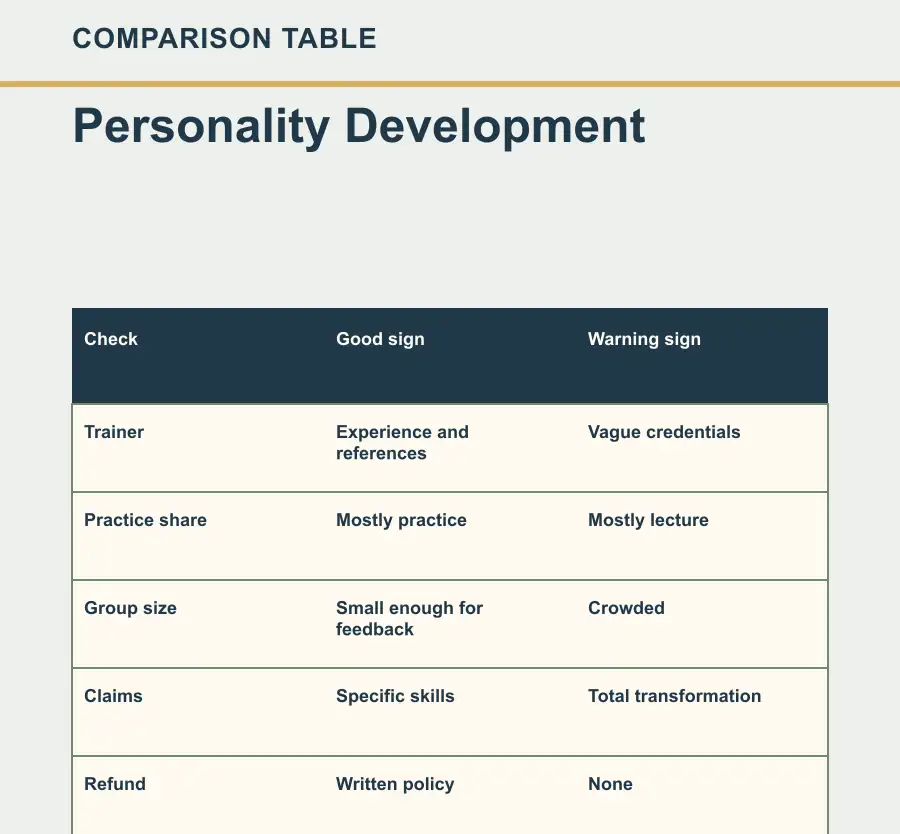 COMPARISON TABLE
Personality Development
Check Good sign Warning sign
Trainer Experience and references Vague credentials
Practice share Mostly practice Mostly lecture
Group size Small enough for feedback Crowded
Claims Specific skills Total transformation
Refund Written policy None